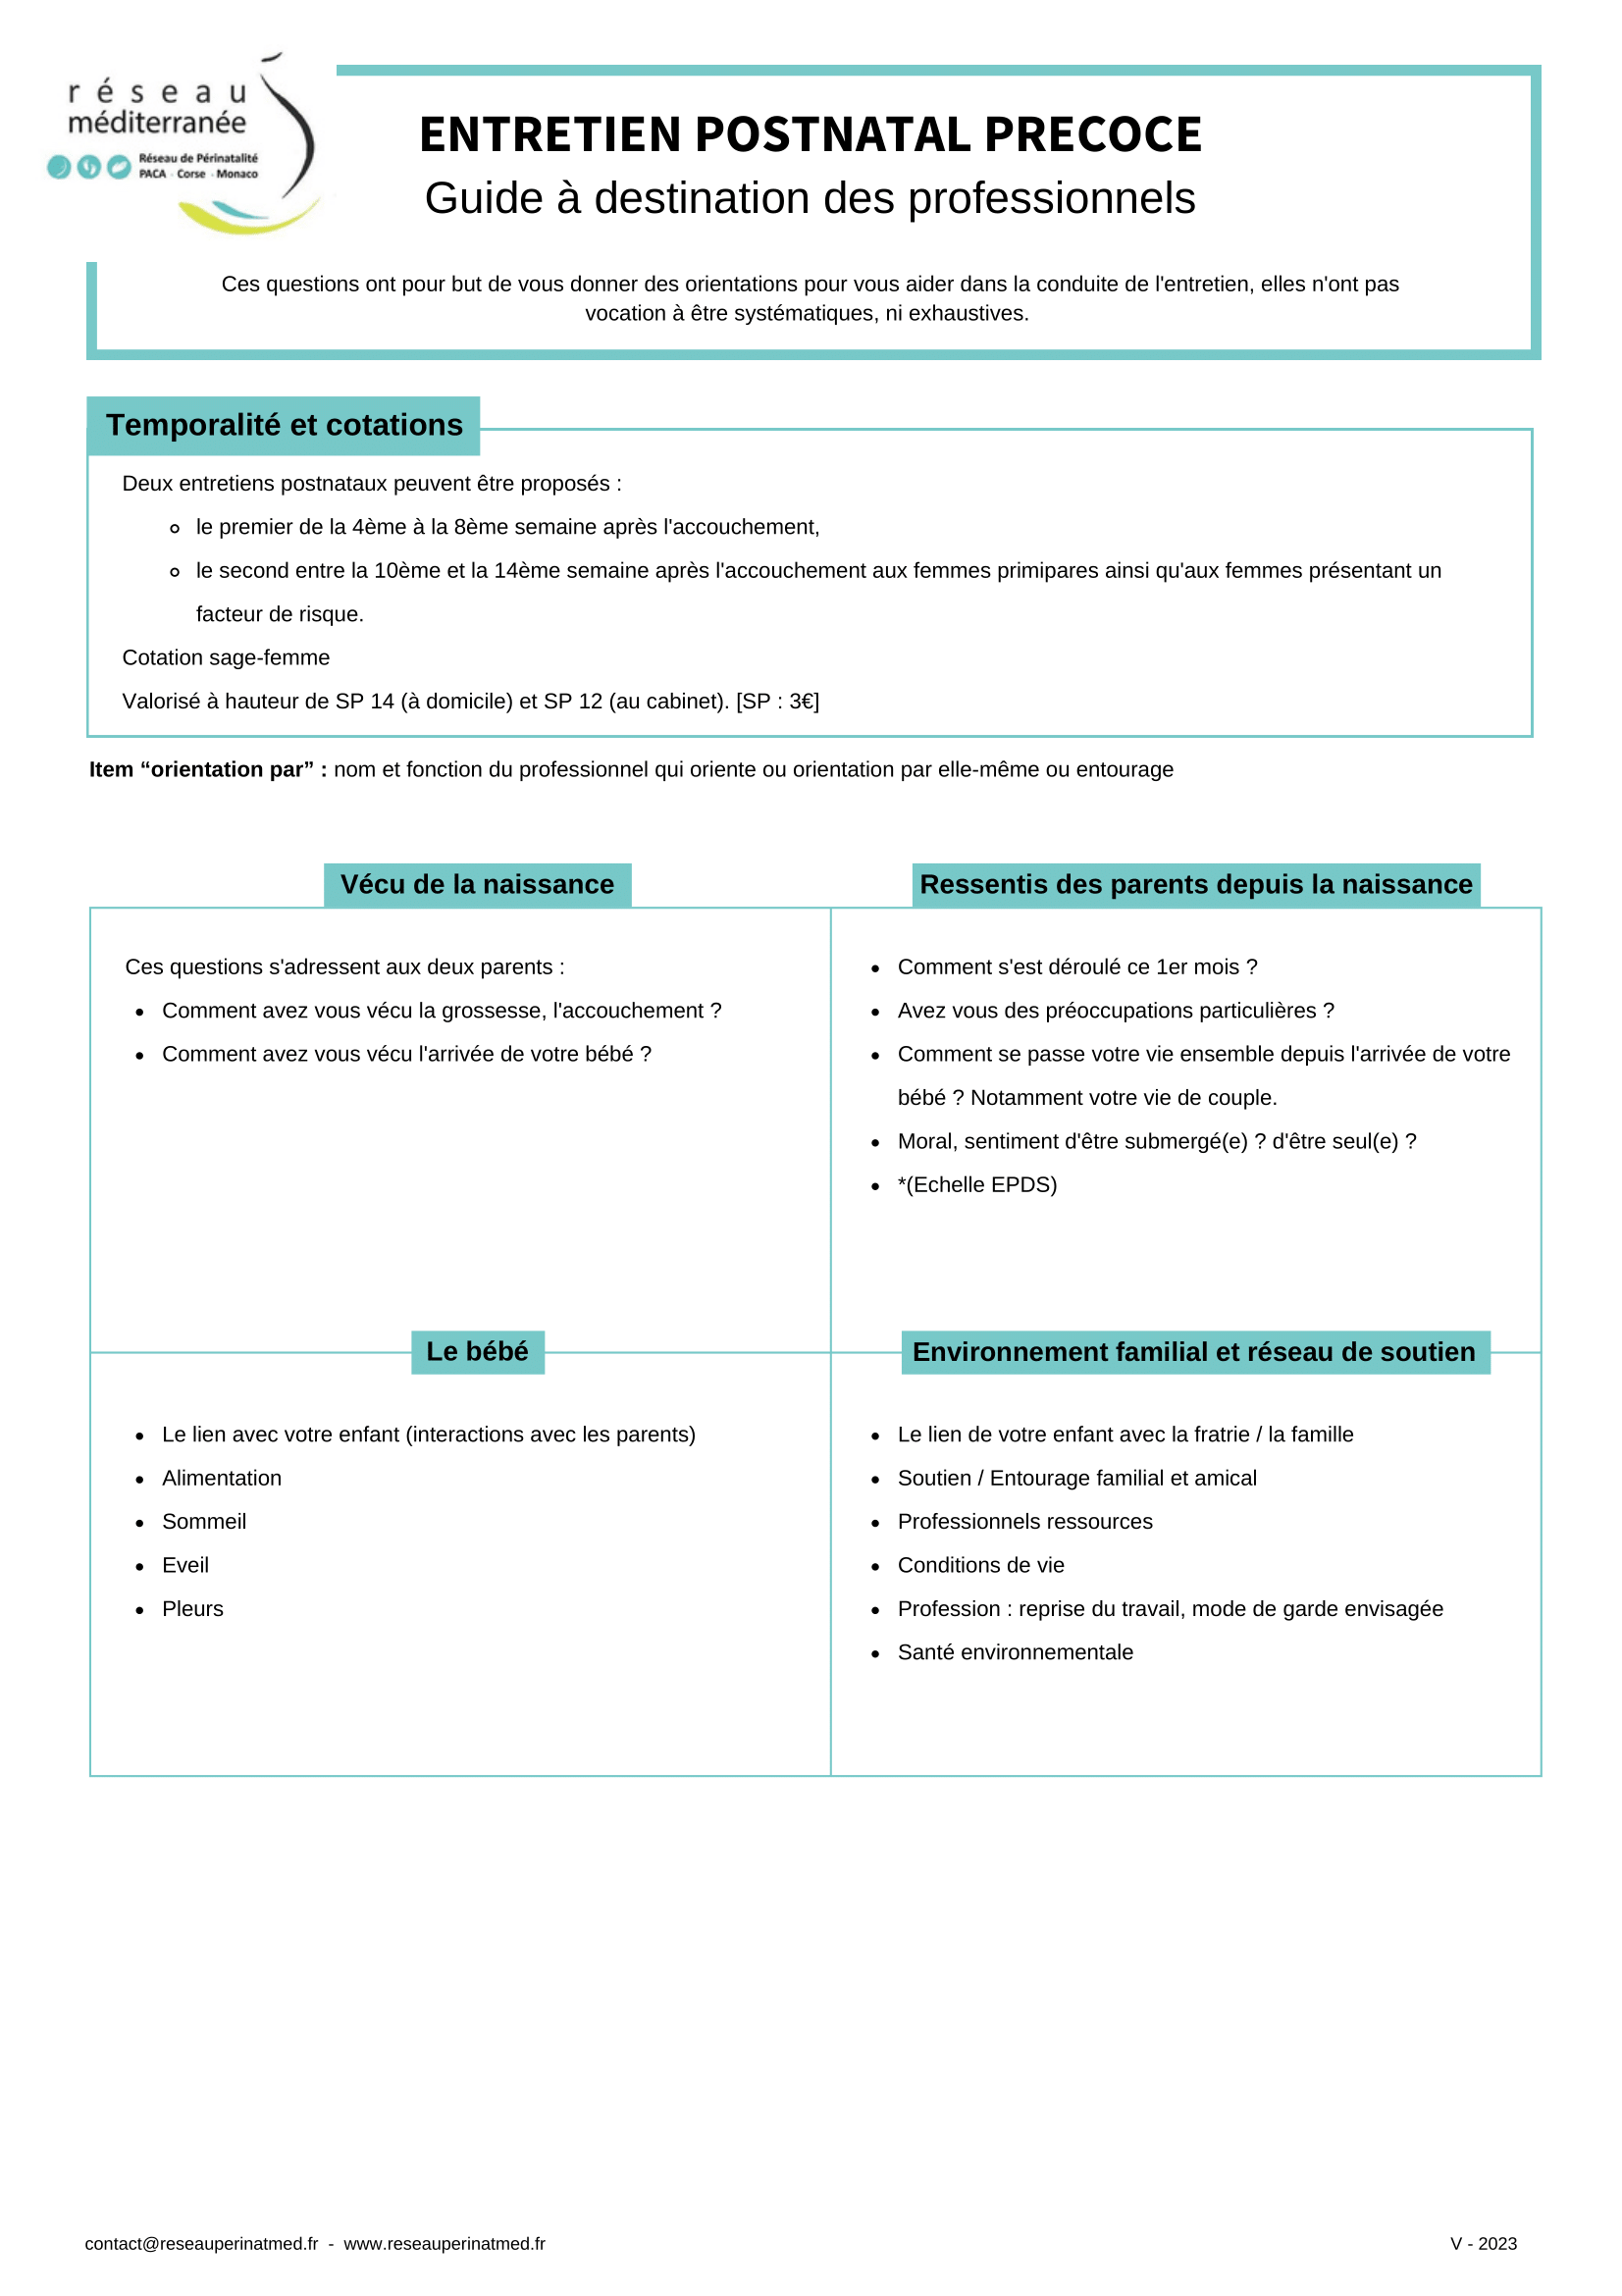 réseau
méditerranée
Réseau de Périnatalité
PACA · Corse · Monaco
ENTRETIEN POSTNATAL PRECOCE
Guide à destination des professionnels
Ces questions ont pour but de vous donner des orientations pour vous aider dans la conduite de l'entretien, elles n'ont pas
vocation à être systématiques, ni exhaustives.
Temporalité et cotations
Deux entretiens postnataux peuvent être proposés :
le premier de la 4ème à la 8ème semaine après l'accouchement,
le second entre la 10ème et la 14ème semaine après l'accouchement aux femmes primipares ainsi qu'aux femmes présentant un
facteur de risque.
Cotation sage-femme
Valorisé à hauteur de SP 14 (à domicile) et SP 12 (au cabinet). [SP : 3€]
Item “orientation par” : nom et fonction du professionnel qui oriente ou orientation par elle-même ou entourage
Vécu de la naissance
Ces questions s'adressent aux deux parents :
• Comment avez vous vécu la grossesse, l'accouchement ?
• Comment avez vous vécu l'arrivée de votre bébé ?
Ressentis des parents depuis la naissance
• Comment s'est déroulé ce 1er mois ?
• Avez vous des préoccupations particulières ?
• Comment se passe votre vie ensemble depuis l'arrivée de votre
bébé ? Notamment votre vie de couple.
• Moral, sentiment d'être submergé(e) ? d'être seul(e) ?
• *(Echelle EPDS)
Le bébé
• Le lien avec votre enfant (interactions avec les parents)
• Alimentation
• Sommeil
• Eveil
• Pleurs
Environnement familial et réseau de soutien
• Le lien de votre enfant avec la fratrie / la famille
• Soutien / Entourage familial et amical
• Professionnels ressources
• Conditions de vie
• Profession : reprise du travail, mode de garde envisagée
• Santé environnementale
contact@reseauperinatmed.fr - www.reseauperinatmed.fr
V - 2023